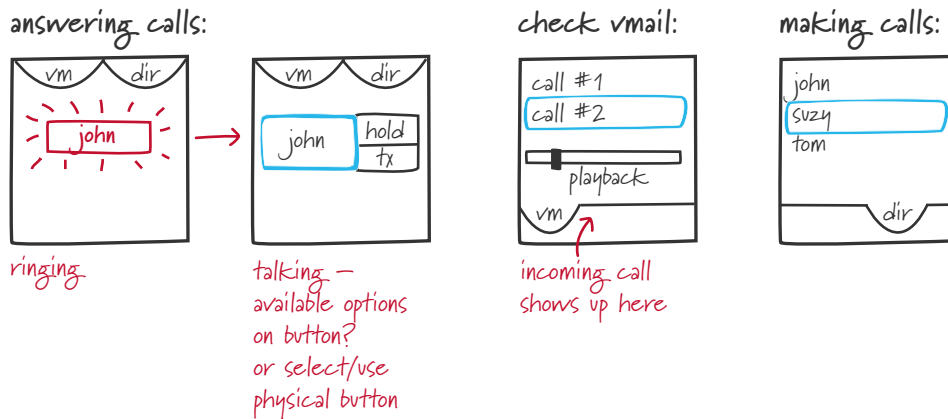 answering calls:
vm dir
john
ringing
vm dir
john
hold
tx
talking –
available options
on button?
or select/use
physical button
check vmail:
call #1
call #2
playback
vm
incoming call
shows up here
making calls:
john
suzy
tom
dir